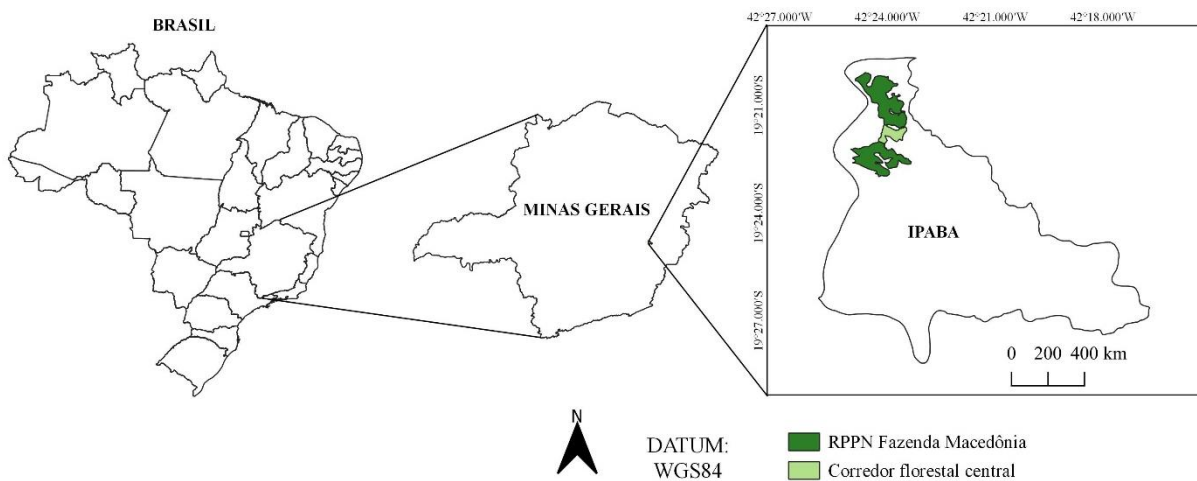 BRASIL
MINAS GERAIS
42°27.000'W 42°24.000'W 42°21.000'W 42°18.000'W
19°21.000'S
19°24.000'S
19°27.000'S
IPABA
0 200 400 km
N
DATUM:
WGS84
RPPN Fazenda Macedônia
Corredor florestal central